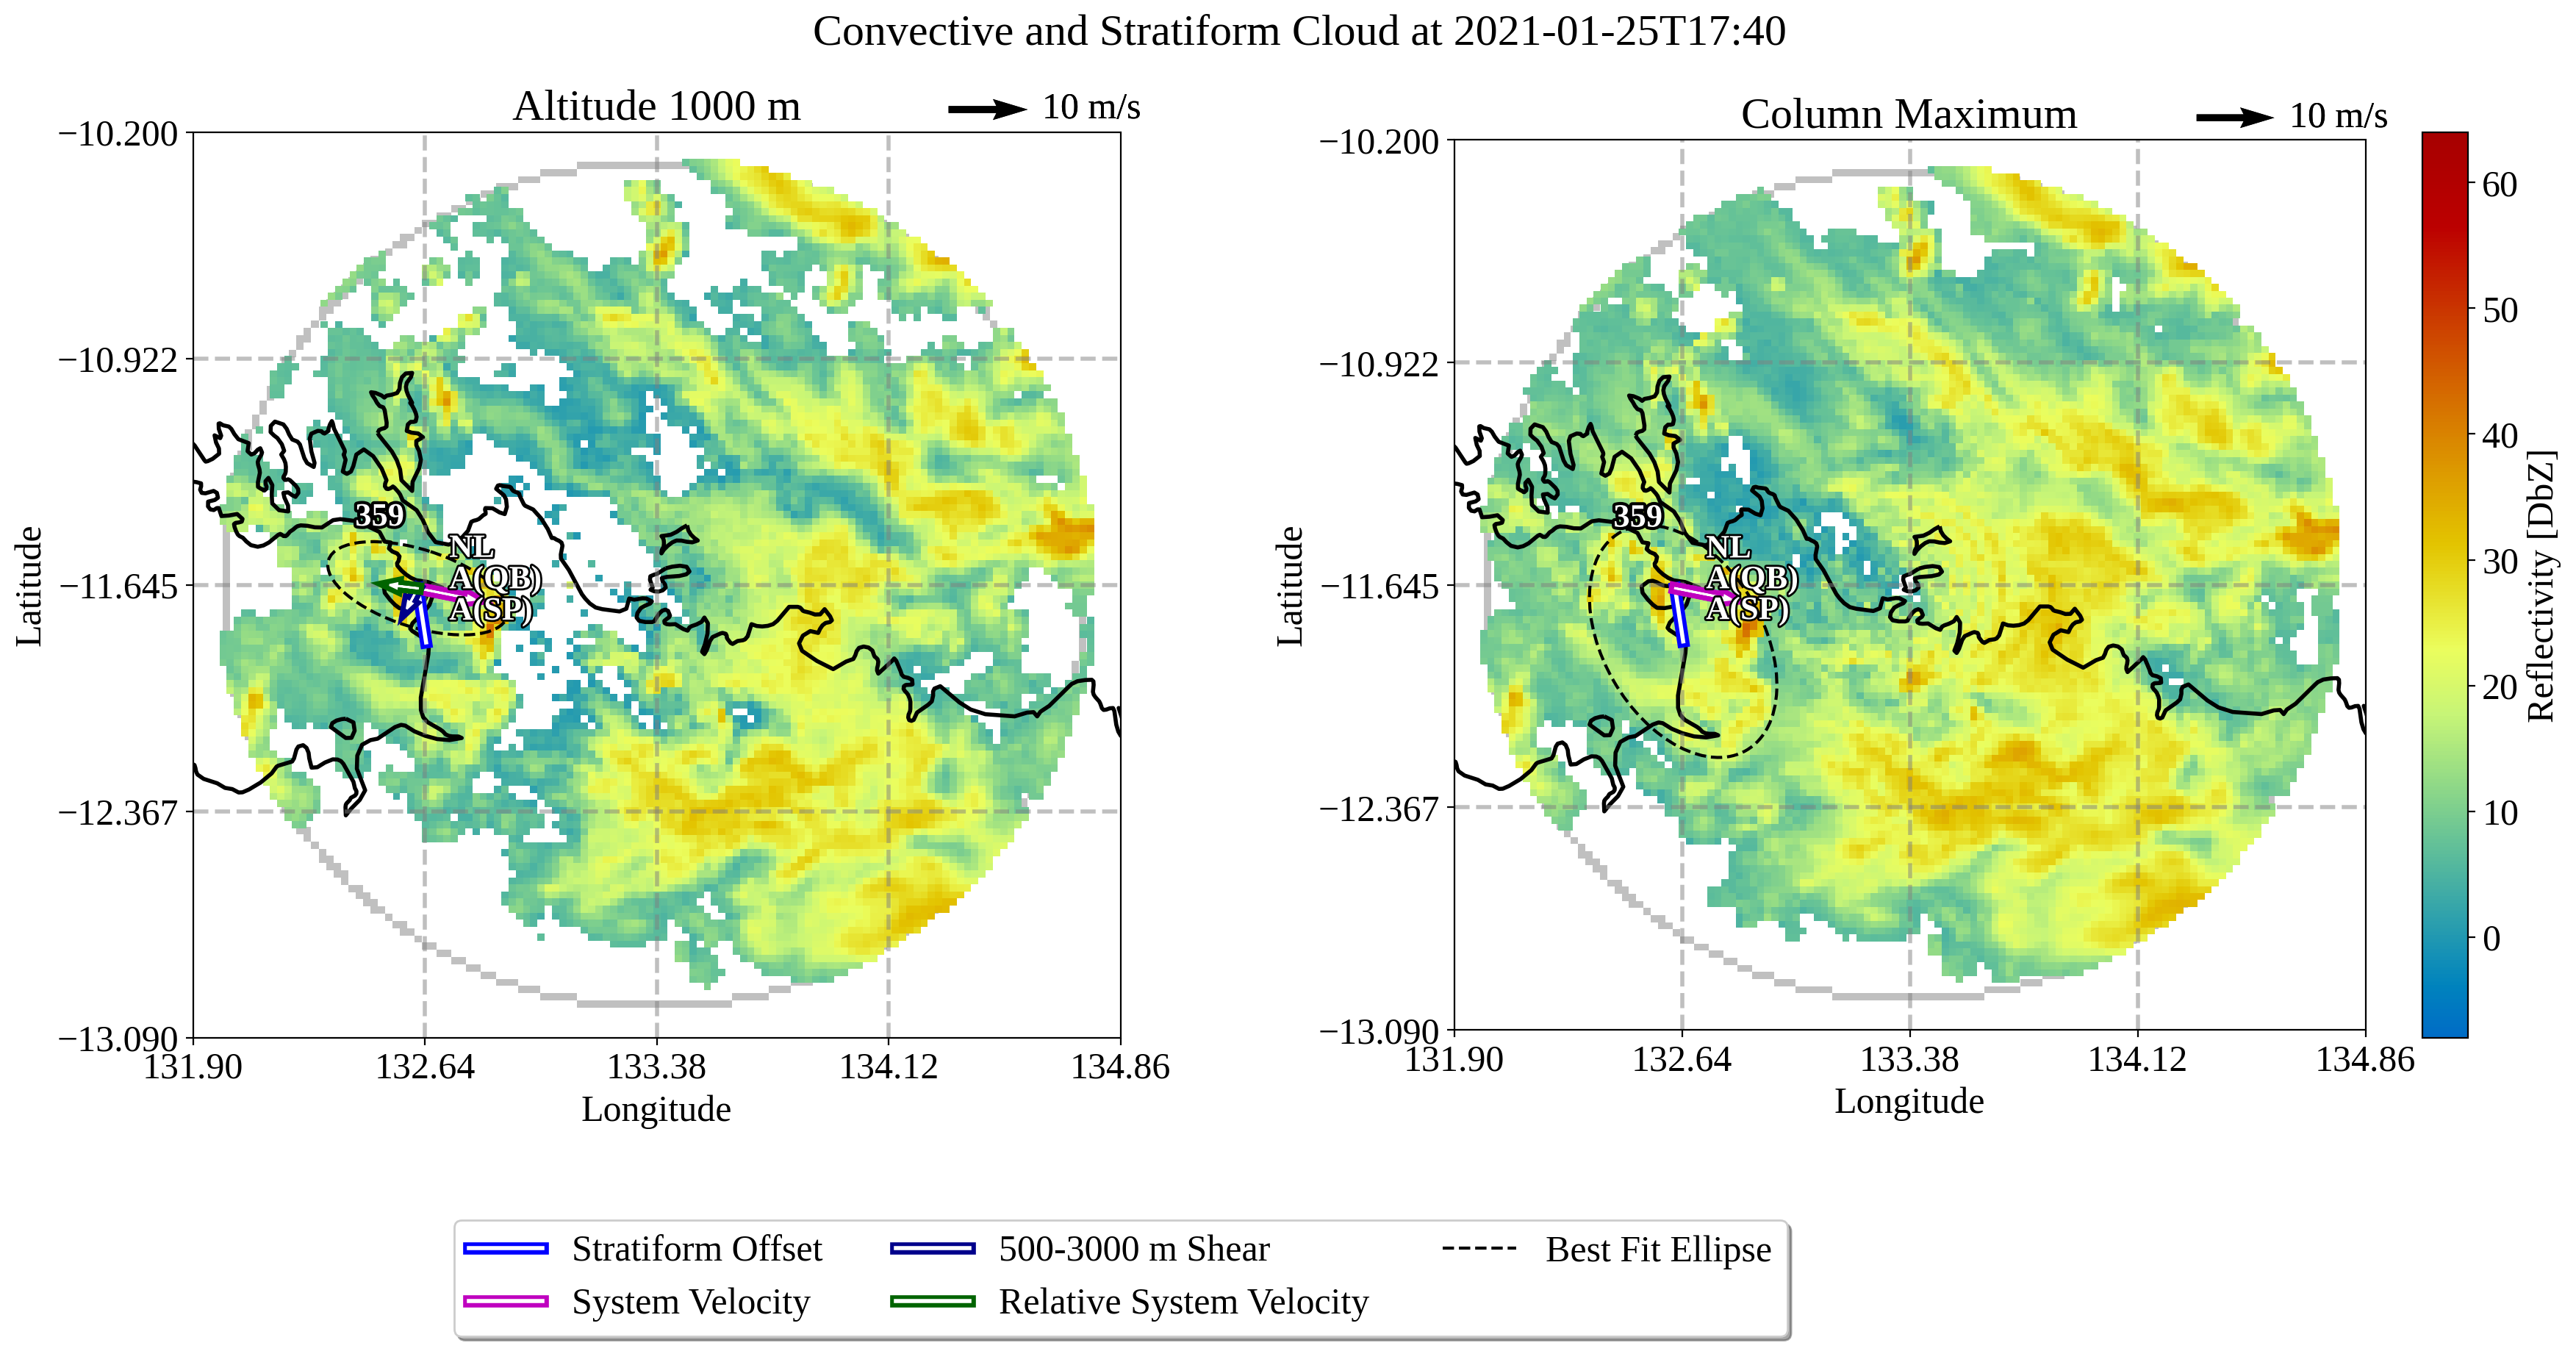 Convective and Stratiform Cloud at 2021-01-25T17:40
Altitude 1000 m
10 m/s
−10.200
−10.922
−11.645
−12.367
−13.090
131.90
132.64
133.38
134.12
134.86
Latitude
Longitude
359
NL
A(QB)
A(SP)
Column Maximum
10 m/s
−10.200
−10.922
−11.645
−12.367
−13.090
131.90
132.64
133.38
134.12
134.86
Latitude
Longitude
359
NL
A(QB)
A(SP)
60
50
40
30
20
10
0
Reflectivity [DbZ]
Stratiform Offset
System Velocity
500-3000 m Shear
Relative System Velocity
Best Fit Ellipse